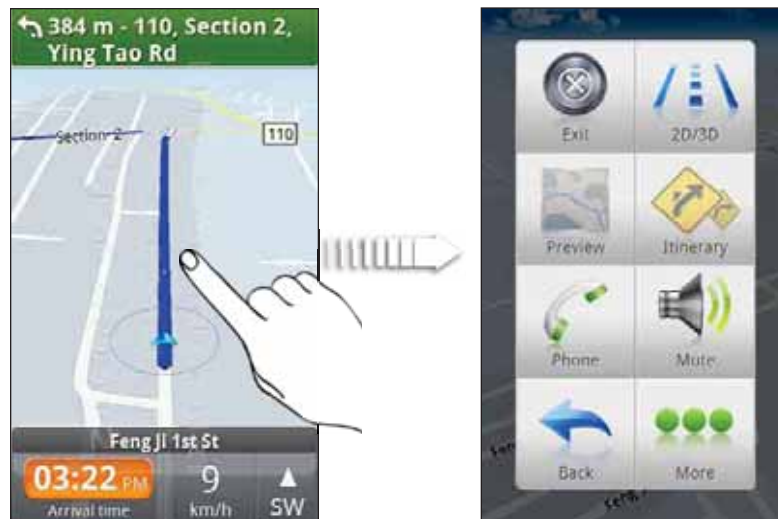 384 m - 110, Section 2,
Ying Tao Rd
Section 2
110
Feng Ji 1st St
03:22 PM
Arrival time
9
km/h
SW
Exit
2D/3D
Preview
Itinerary
Phone
Mute
Back
More